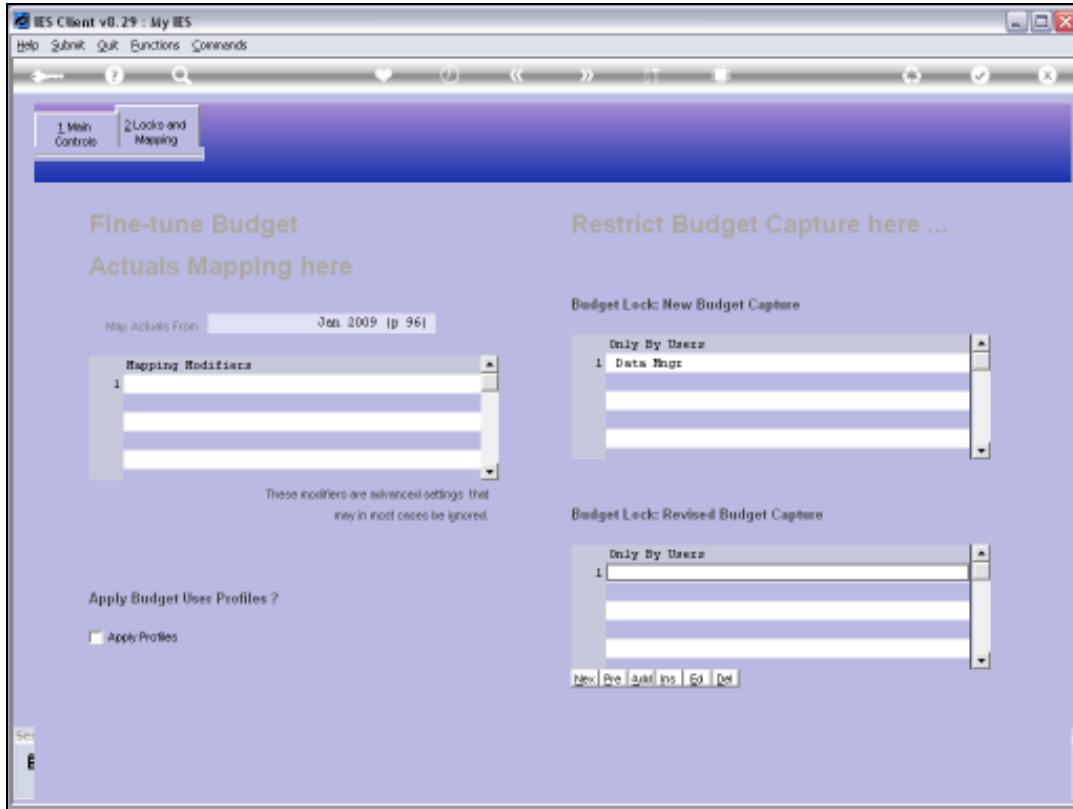 IES Client v8.29 : My IES
Help Submit Quit Functions Commands
1 Main Controls
2 Locks and Mapping
Fine-tune Budget
Actuals Mapping here
Map Actuals From Jan 2009 (p 96)
Mapping Modifiers
1
These modifiers are advanced settings that
may in most cases be ignored.
Apply Budget User Profiles ?
Apply Profiles
Restrict Budget Capture here ...
Budget Lock: New Budget Capture
Only By Users
1 Data Mngr
Budget Lock: Revised Budget Capture
Only By Users
1
Nex Pre Add Ins Ed Del